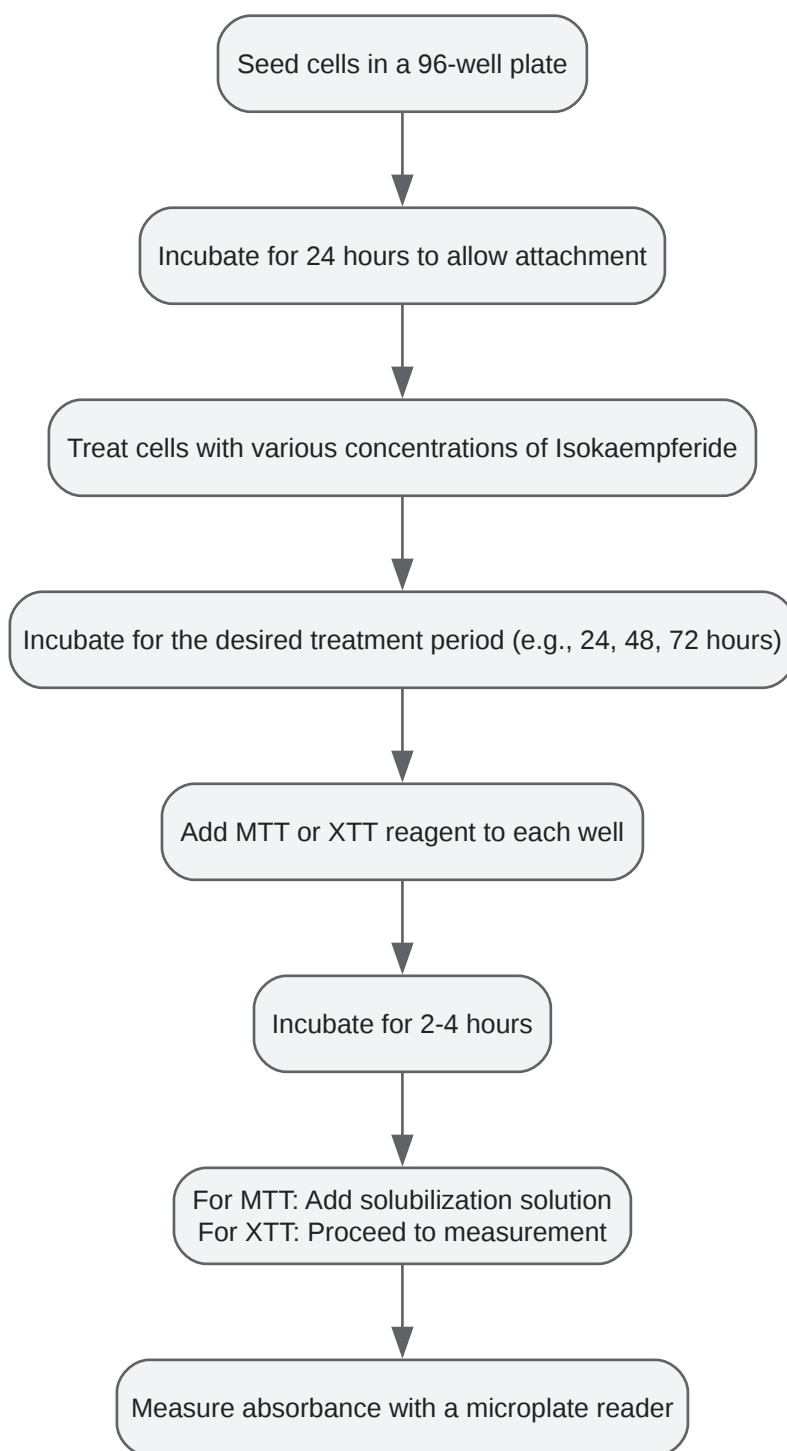 Seed cells in a 96-well plate
Incubate for 24 hours to allow attachment
Treat cells with various concentrations of Isokaempferide
Incubate for the desired treatment period (e.g., 24, 48, 72 hours)
Add MTT or XTT reagent to each well
Incubate for 2-4 hours
For MTT: Add solubilization solution
For XTT: Proceed to measurement
Measure absorbance with a microplate reader